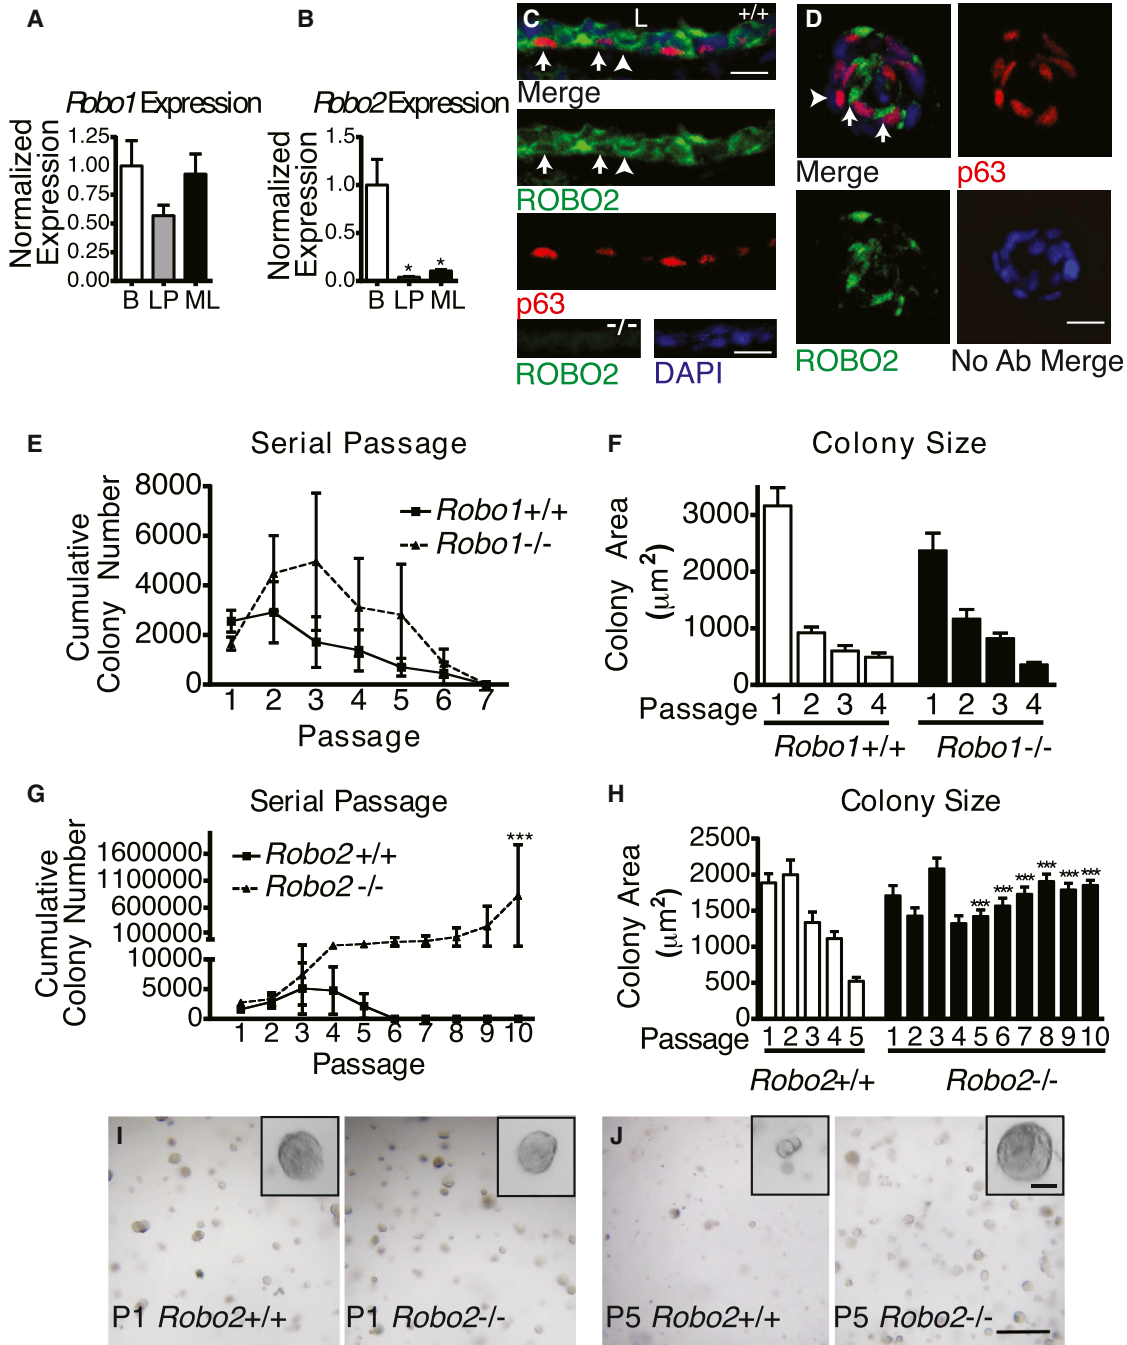 A
B
C
D
L
+/+
Robo1 Expression
Robo2 Expression
Merge
Merge
p63
Normalized
Expression
1.25
1.00
0.75
0.50
0.25
0.00
B LP ML
Normalized
Expression
1.5
1.0
0.5
0.0
* *
B LP ML
ROBO2
p63
-/-
ROBO2
DAPI
ROBO2
No Ab Merge
E
Serial Passage
Cumulative
Colony Number
8000
6000
4000
2000
0
Robo1+/+
Robo1-/-
1 2 3 4 5 6 7
Passage
F
Colony Size
Colony Area
(μm²)
3000
2000
1000
0
Passage 1 2 3 4 1 2 3 4
Robo1+/+ Robo1-/-
G
Serial Passage
Cumulative
Colony Number
1600000
1100000
600000
100000
10000
5000
0
Robo2+/+
Robo2-/-
***
1 2 3 4 5 6 7 8 9 10
Passage
H
Colony Size
Colony Area
(μm²)
2500
2000
1500
1000
500
0
*** *** *** *** *** ***
Passage 1 2 3 4 5 1 2 3 4 5 6 7 8 9 10
Robo2+/+ Robo2-/-
I
P1 Robo2+/+
P1 Robo2-/-
J
P5 Robo2+/+
P5 Robo2-/-